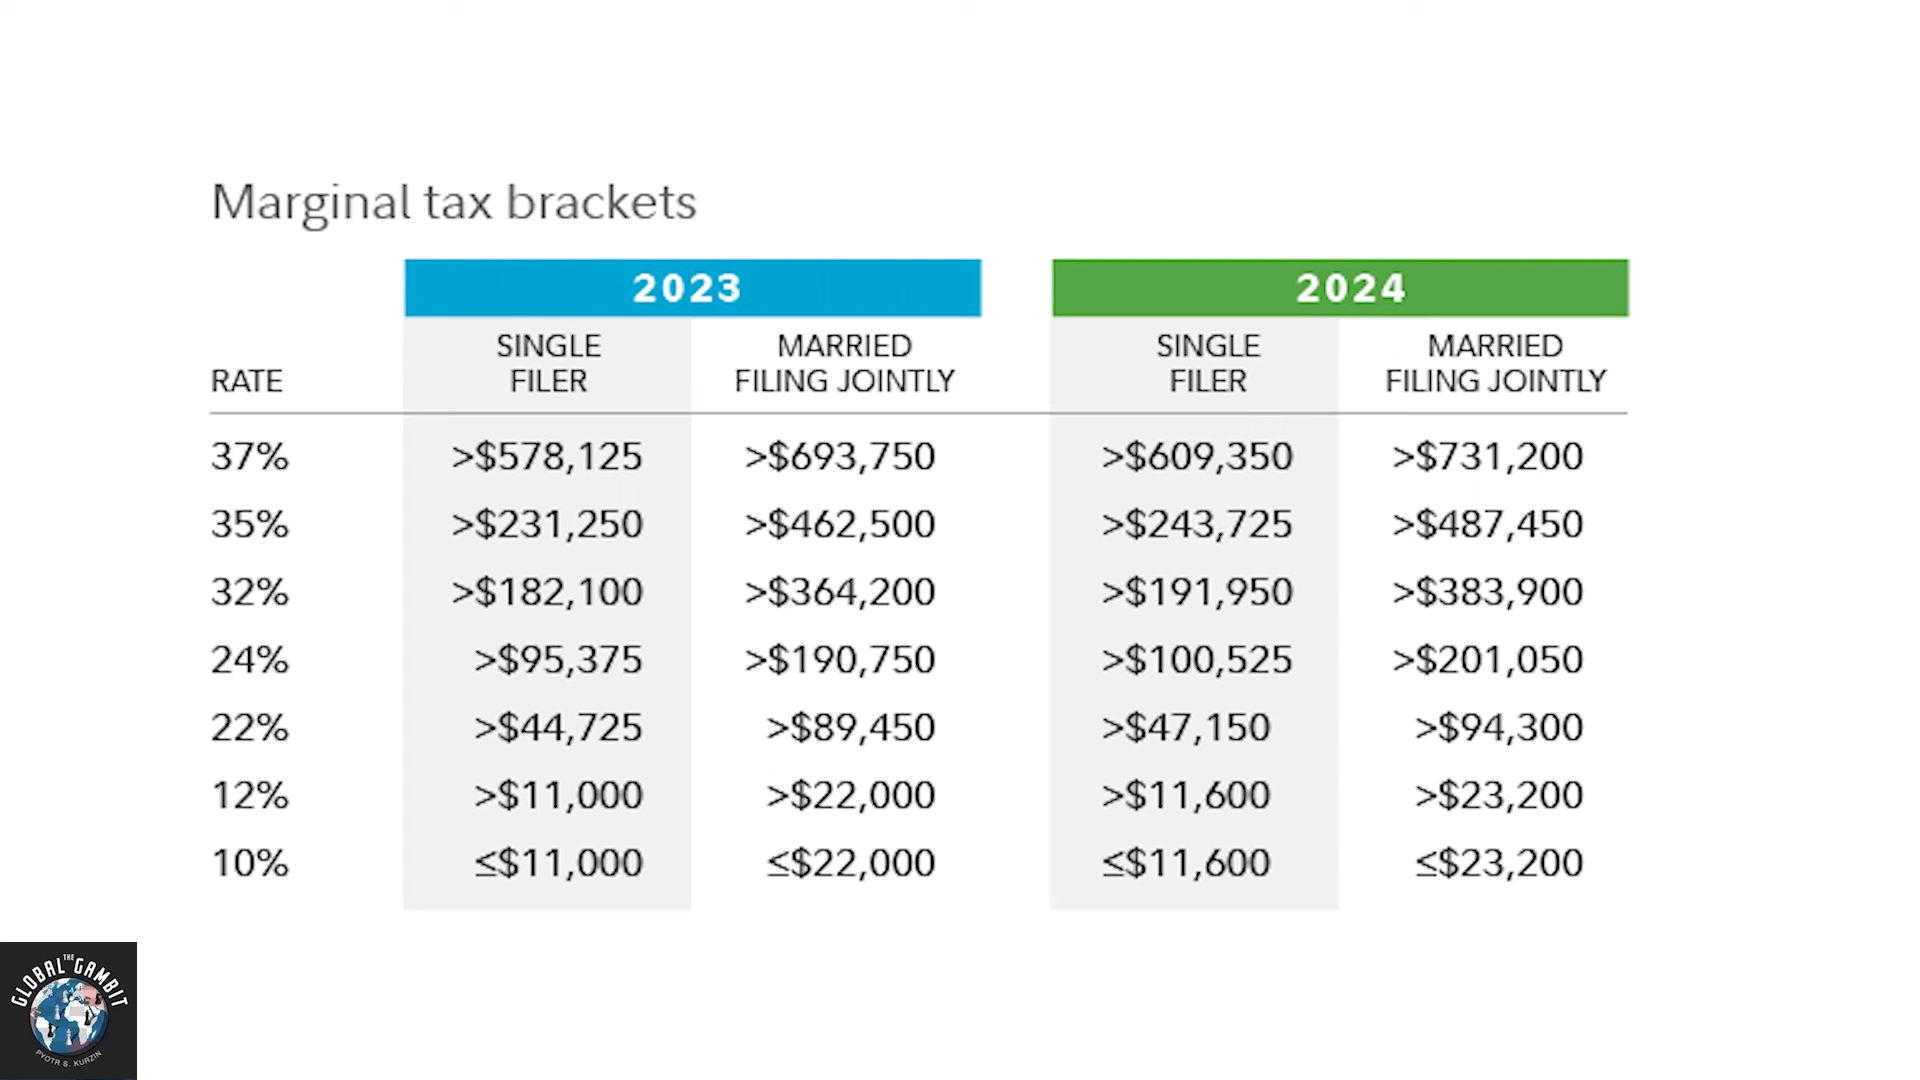 Marginal tax brackets
2023 2024
SINGLE MARRIED SINGLE MARRIED
RATE FILER FILING JOINTLY FILER FILING JOINTLY
37% >$578,125 >$693,750 >$609,350 >$731,200
35% >$231,250 >$462,500 >$243,725 >$487,450
32% >$182,100 >$364,200 >$191,950 >$383,900
24% >$95,375 >$190,750 >$100,525 >$201,050
22% >$44,725 >$89,450 >$47,150 >$94,300
12% >$11,000 >$22,000 >$11,600 >$23,200
10% ≤$11,000 ≤$22,000 ≤$11,600 ≤$23,200
THE
GLOBAL GAMBIT
PYOTR S. KURZIN